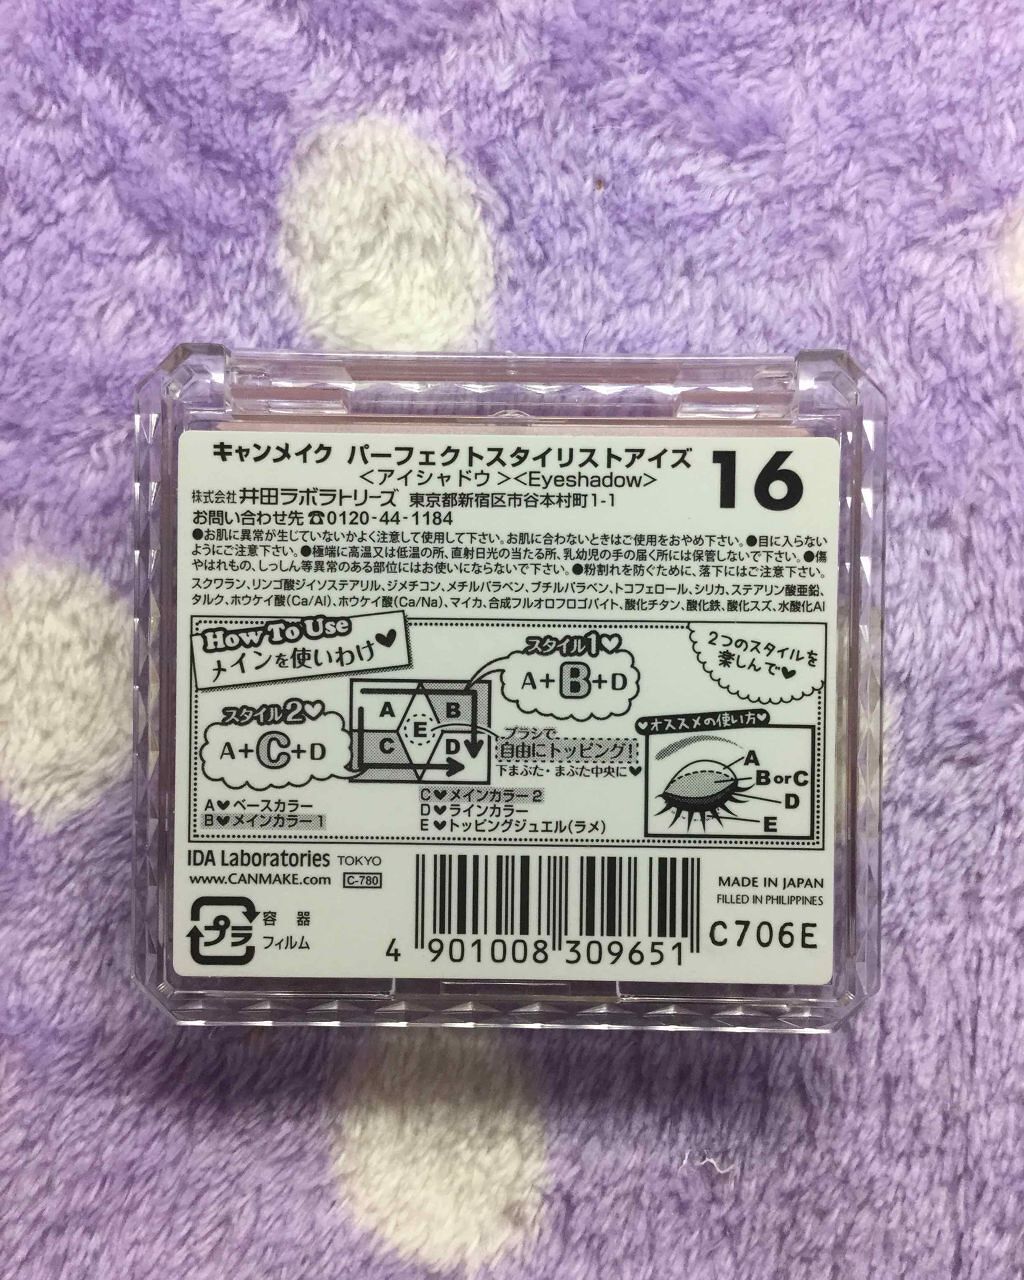 キャンメイク パーフェクトスタイリストアイズ
16
＜アイシャドウ＞＜Eyeshadow＞
株式会社 井田ラボラトリーズ 東京都新宿区市谷本村町1-1
お問い合わせ先 ☎0120-44-1184
●お肌に異常が生じていないかよく注意して使用して下さい。お肌に合わないときはご使用をおやめ下さい。●目に入らない
ようにご注意下さい。●極端に高温又は低温の所、直射日光の当たる所、乳幼児の手の届く所には保管しないで下さい。●傷
やはれもの、しっしん等異常のある部位にはお使いにならないで下さい。●粉割れを防ぐために、落下にはご注意下さい。
スクワラン、リンゴ酸ジイソステアリル、ジメチコン、メチルパラベン、ブチルパラベン、トコフェロール、シリカ、ステアリン酸亜鉛、
タルク、ホウケイ酸(Ca/Al)、ホウケイ酸(Ca/Na)、マイカ、合成フルオロフロゴパイト、酸化チタン、酸化鉄、酸化スズ、水酸化Al
How To Use
メインを使いわけ♥
スタイル1♥
A+B+D
2つのスタイルを
楽しんで♥
スタイル2♥
A+C+D
A
B
E
C
D
ブラシで
自由にトッピング!
下まぶた・まぶた中央に♥
♥オススメの使い方♥
A
B or C
D
E
A♥ベースカラー
B♥メインカラー1
C♥メインカラー2
D♥ラインカラー
E♥トッピングジュエル(ラメ)
IDA Laboratories TOKYO
www.CANMAKE.com C-780
プラ
容 器
フィルム
4 901008 309651
MADE IN JAPAN
FILLED IN PHILIPPINES
C706E